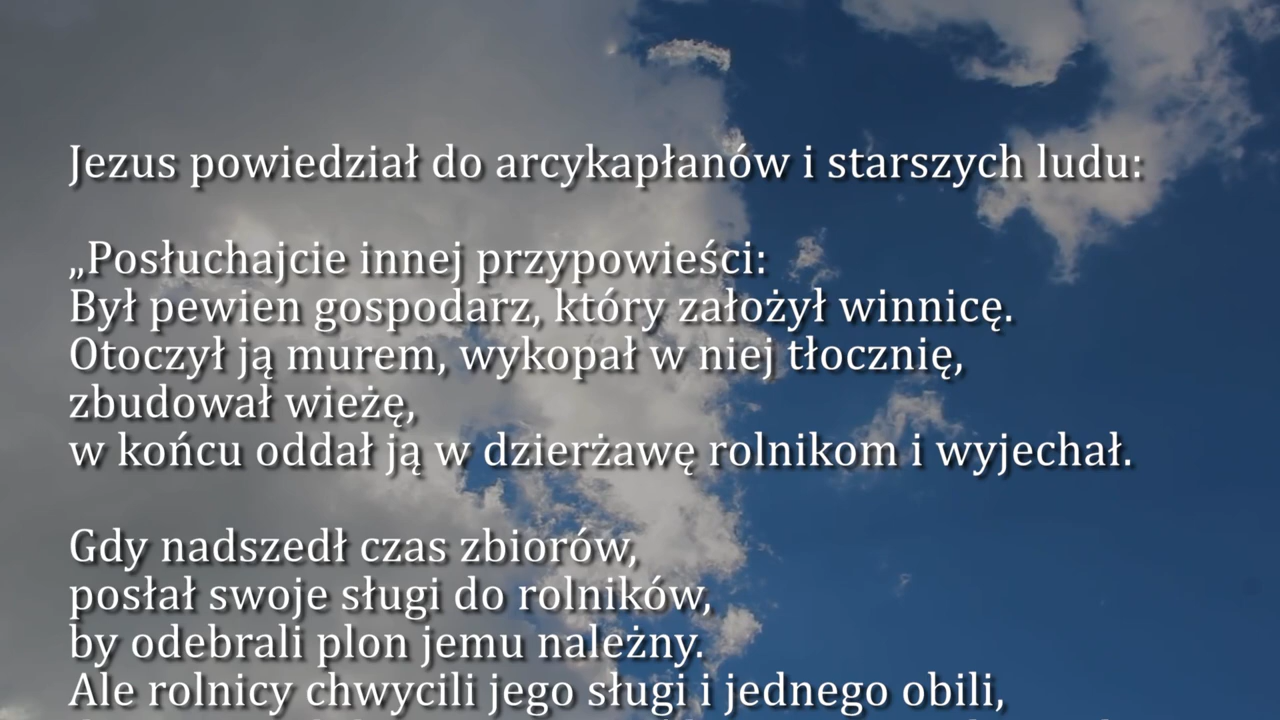 Jezus powiedział do arcykapłanów i starszych ludu:
„Posłuchajcie innej przypowieści:
Był pewien gospodarz, który założył winnicę.
Otoczył ją murem, wykopał w niej tłocznię,
zbudował wieżę,
w końcu oddał ją w dzierżawę rolnikom i wyjechał.
Gdy nadszedł czas zbiorów,
posłał swoje sługi do rolników,
by odebrali plon jemu należny.
Ale rolnicy chwycili jego sługi i jednego obili,